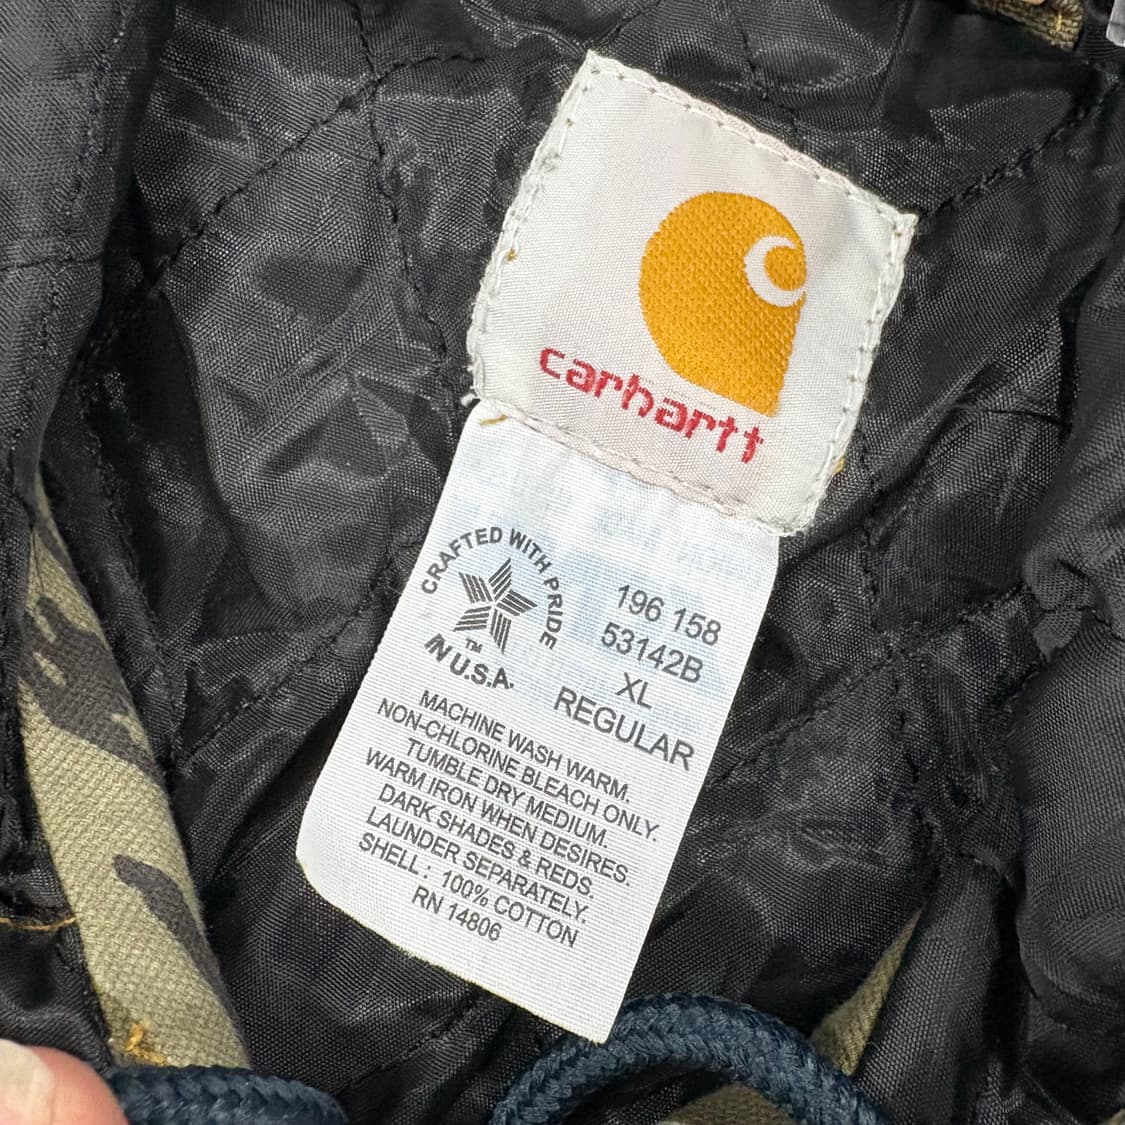 carhartt
CRAFTED WITH PRIDE
TM
IN U.S.A.
196 158
53142B
XL
REGULAR
MACHINE WASH WARM.
NON-CHLORINE BLEACH ONLY.
TUMBLE DRY MEDIUM.
WARM IRON WHEN DESIRES.
DARK SHADES & REDS.
LAUNDER SEPARATELY.
SHELL: 100% COTTON
RN 14806